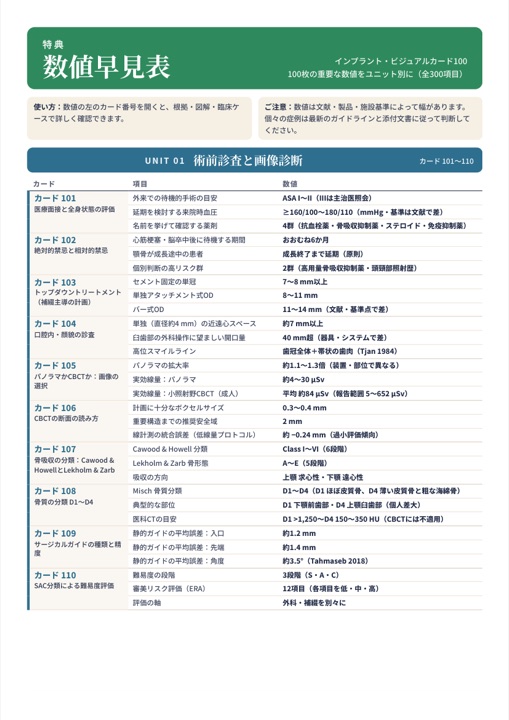 特典
数値早見表
インプラント・ビジュアルカード100
100枚の重要な数値をユニット別に（全300項目）
使い方：数値の左のカード番号を開くと、根拠・図解・臨床ケ
ースで詳しく確認できます。
ご注意：数値は文献・製品・施設基準によって幅があります。
個々の症例は最新のガイドラインと添付文書に従って判断して
ください。
UNIT 01 術前診査と画像診断 カード 101〜110
カード 項目 数値
カード 101
医療面接と全身状態の評価
外来での待機的手術の目安 ASA I〜II（IIIは主治医照会）
延期を検討する来院時血圧 ≥160/100〜180/110（mmHg・基準は文献で差）
名前を挙げて確認する薬剤 4群（抗血栓薬・骨吸収抑制薬・ステロイド・免疫抑制薬）
カード 102
絶対的禁忌と相対的禁忌
心筋梗塞・脳卒中後に待機する期間 おおむね6か月
顎骨が成長途中の患者 成長終了まで延期（原則）
個別判断の高リスク群 2群（高用量骨吸収抑制薬・頭頸部照射歴）
カード 103
トップダウントリートメント
（補綴主導の計画）
セメント固定の単冠 7〜8 mm以上
単独アタッチメント式OD 8〜11 mm
バー式OD 11〜14 mm（文献・基準点で差）
カード 104
口腔内・顔貌の診査
単独（直径約4 mm）の近遠心スペース 約7 mm以上
臼歯部の外科操作に望ましい開口量 40 mm超（器具・システムで差）
高位スマイルライン 歯冠全体＋帯状の歯肉（Tjan 1984）
カード 105
パノラマかCBCTか：画像の
選択
パノラマの拡大率 約1.1〜1.3倍（装置・部位で異なる）
実効線量：パノラマ 約4〜30 μSv
実効線量：小照射野CBCT（成人） 平均 約84 μSv（報告範囲 5〜652 μSv）
カード 106
CBCTの断面の読み方
計画に十分なボクセルサイズ 0.3〜0.4 mm
重要構造までの推奨安全域 2 mm
線計測の統合誤差（低線量プロトコル） 約 −0.24 mm（過小評価傾向）
カード 107
骨吸収の分類：Cawood &
HowellとLekholm & Zarb
Cawood & Howell 分類 Class I〜VI（6段階）
Lekholm & Zarb 骨形態 A〜E（5段階）
吸収の方向 上顎 求心性・下顎 遠心性
カード 108
骨質の分類 D1〜D4
Misch 骨質分類 D1〜D4（D1 ほぼ皮質骨、D4 薄い皮質骨と粗な海綿骨）
典型的な部位 D1 下顎前歯部・D4 上顎臼歯部（個人差大）
医科CTの目安 D1 >1,250〜D4 150〜350 HU（CBCTには不適用）
カード 109
サージカルガイドの種類と精
度
静的ガイドの平均誤差：入口 約1.2 mm
静的ガイドの平均誤差：先端 約1.4 mm
静的ガイドの平均誤差：角度 約3.5°（Tahmaseb 2018）
カード 110
SAC分類による難易度評価
難易度の段階 3段階（S・A・C）
審美リスク評価（ERA） 12項目（各項目を低・中・高）
評価の軸 外科・補綴を別々に